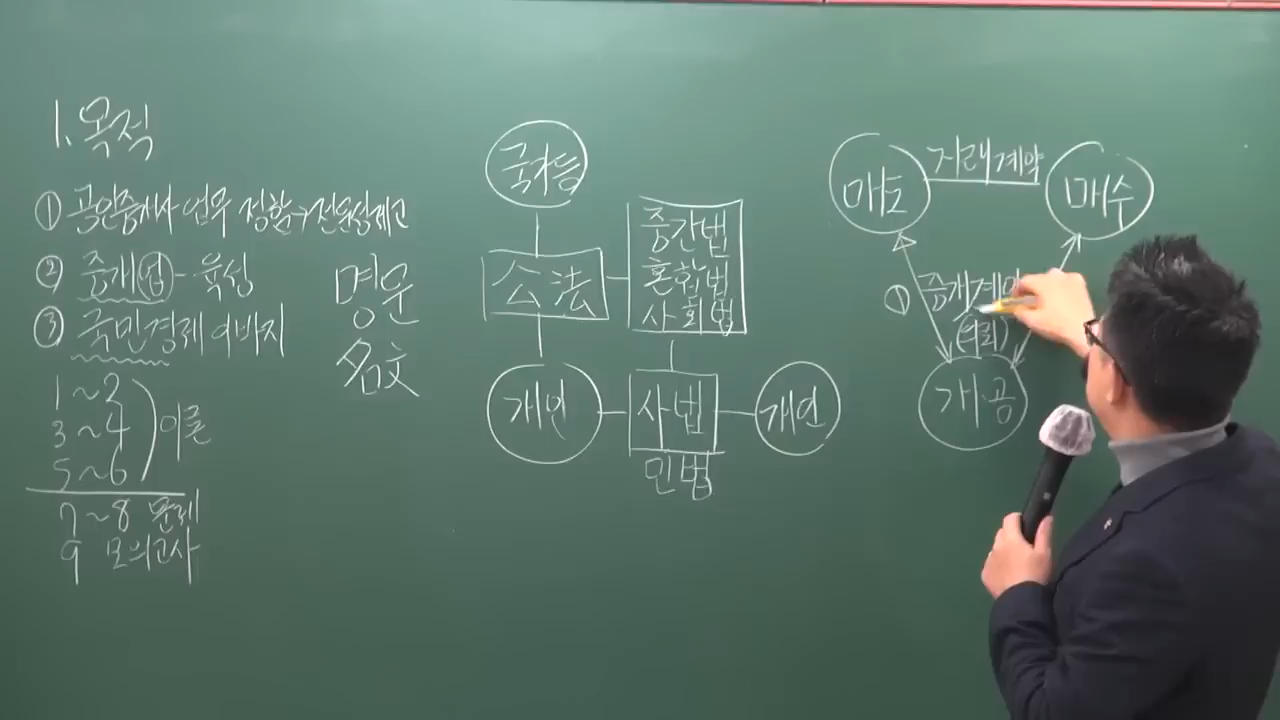 1. 목적
① 공인중개사 업무 정함→전문성제고
② 중개업-육성
③ 국민경제 이바지
명문
名文
1~2
3~4
5~6
이론
7~8 문제
9 모의고사
국가등
公法
중간법
혼합법
사회법
개인
사법
개인
민법
매도
거래계약
매수
① 중개계약
(의뢰)
개공